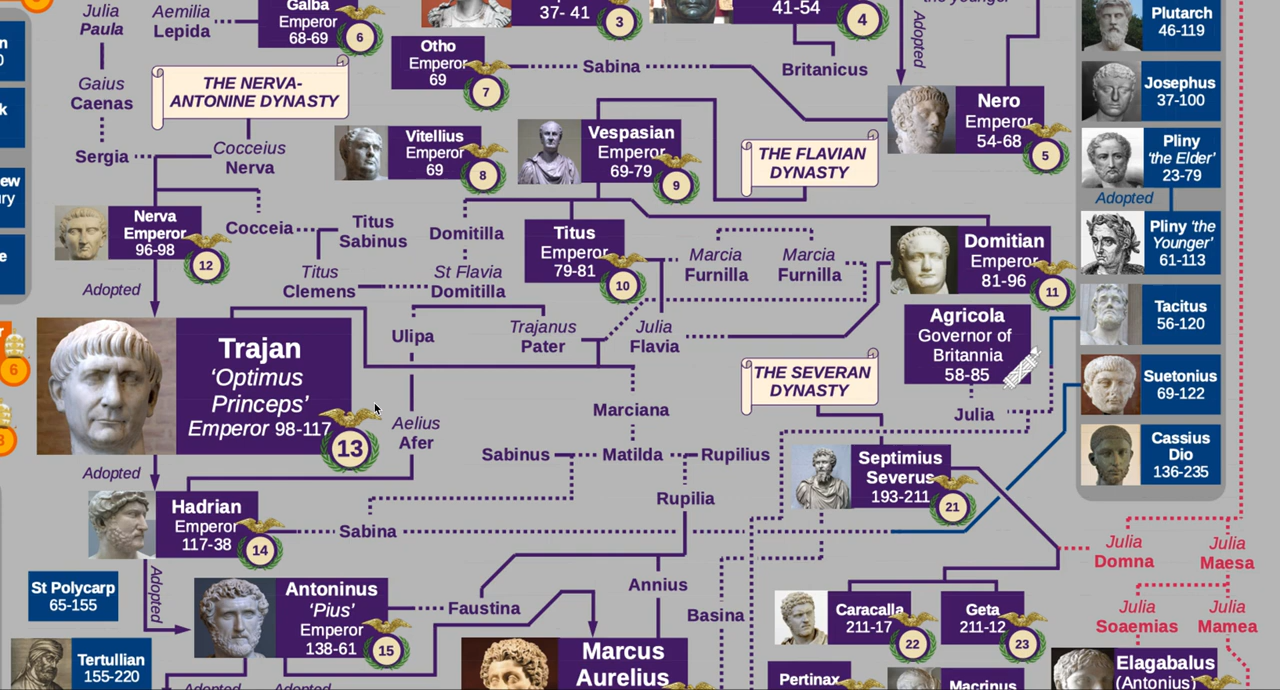 Julia
Paula
Aemilia
Lepida
Galba
Emperor
68-69
6
37- 41
3
41-54
4
the younger'
Adopted
Plutarch
46-119
Otho
Emperor
69
7
Sabina
Britanicus
Josephus
37-100
THE NERVA-
ANTONINE DYNASTY
Gaius
Caenas
Nero
Emperor
54-68
5
Vitellius
Emperor
69
8
Vespasian
Emperor
69-79
9
THE FLAVIAN
DYNASTY
Pliny
'the Elder'
23-79
Adopted
Sergia
Cocceius
Nerva
Nerva
Emperor
96-98
12
Cocceia
Titus
Sabinus
Domitilla
Titus
Emperor
79-81
10
Marcia
Furnilla
Marcia
Furnilla
Domitian
Emperor
81-96
11
Pliny 'the
Younger'
61-113
Adopted
Titus
Clemens
St Flavia
Domitilla
Tacitus
56-120
Trajan
'Optimus
Princeps'
Emperor 98-117
13
Ulipa
Trajanus
Pater
Julia
Flavia
Agricola
Governor of
Britannia
58-85
6
THE SEVERAN
DYNASTY
Suetonius
69-122
Marciana
Julia
Aelius
Afer
Cassius
Dio
136-235
Adopted
Sabinus
Matilda
Rupilius
Septimius
Severus
193-211
21
Rupilia
Hadrian
Emperor
117-38
14
Sabina
Julia
Domna
Julia
Maesa
St Polycarp
65-155
Adopted
Antoninus
'Pius'
Emperor
138-61
15
Faustina
Annius
Basina
Caracalla
211-17
22
Geta
211-12
23
Julia
Soaemias
Julia
Mamea
Tertullian
155-220
Marcus
Aurelius
Pertinax
Macrinus
Elagabalus
(Antonius)
Adopted
Adopted